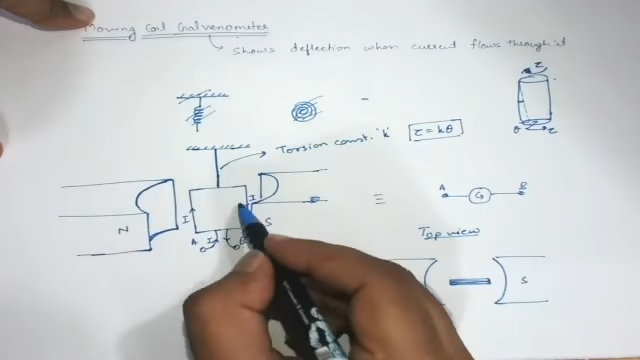 Moving Coil Galvanometer
Shows deflection when current flows through it
τ
Torsion const. 'k'
τ = kθ
θ
τ
N
I
I
S
A
I
A
G
B
Top view
S